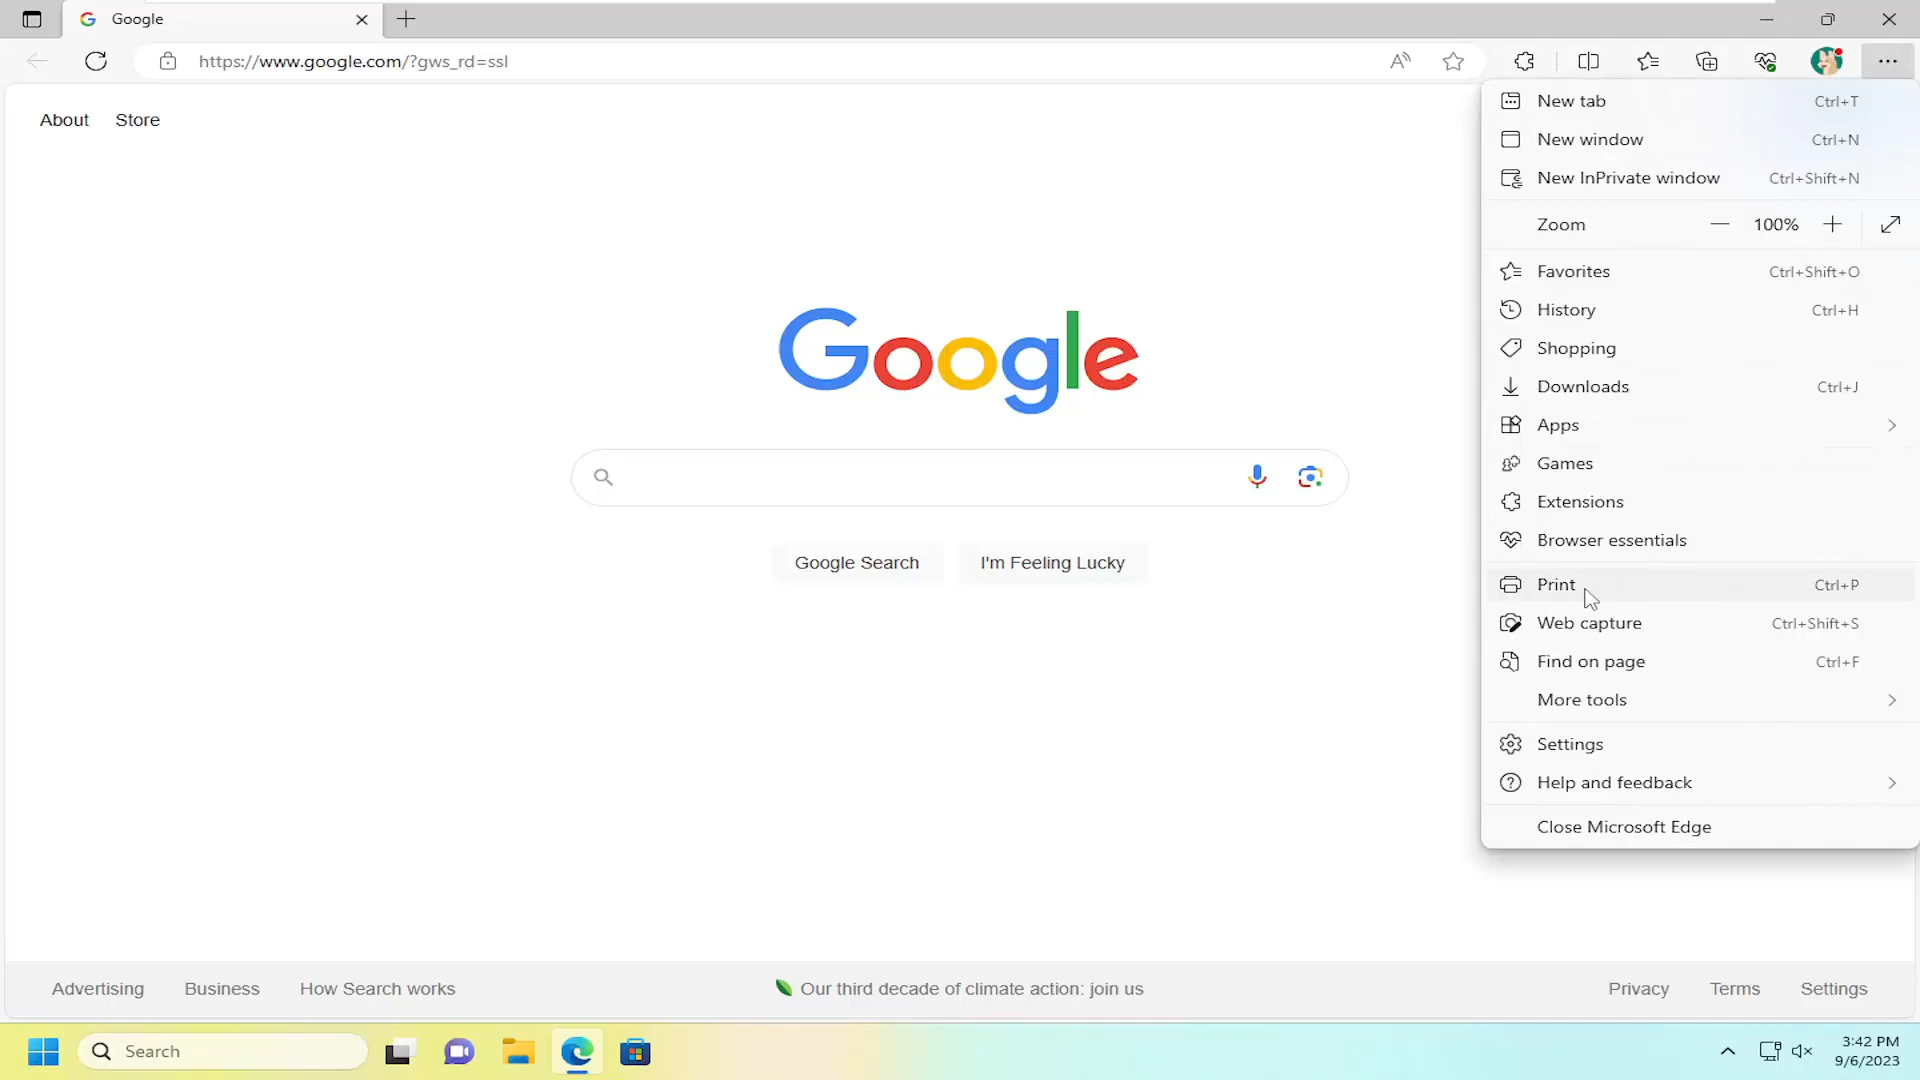 Google
https://www.google.com/?gws_rd=ssl
About Store
Google
Google Search I'm Feeling Lucky
New tab Ctrl+T
New window Ctrl+N
New InPrivate window Ctrl+Shift+N
Zoom 100%
Favorites Ctrl+Shift+O
History Ctrl+H
Shopping
Downloads Ctrl+J
Apps
Games
Extensions
Browser essentials
Print Ctrl+P
Web capture Ctrl+Shift+S
Find on page Ctrl+F
More tools
Settings
Help and feedback
Close Microsoft Edge
Advertising Business How Search works Our third decade of climate action: join us Privacy Terms Settings
Search
3:42 PM
9/6/2023